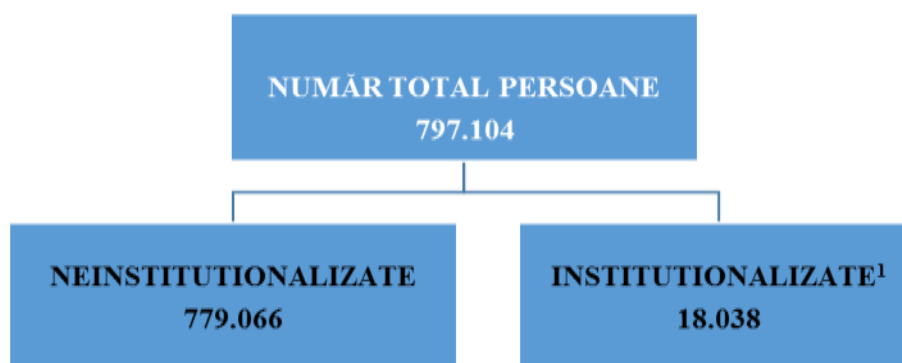 NUMĂR TOTAL PERSOANE
797.104
NEINSTITUTIONALIZATE
779.066
INSTITUTIONALIZATE¹
18.038